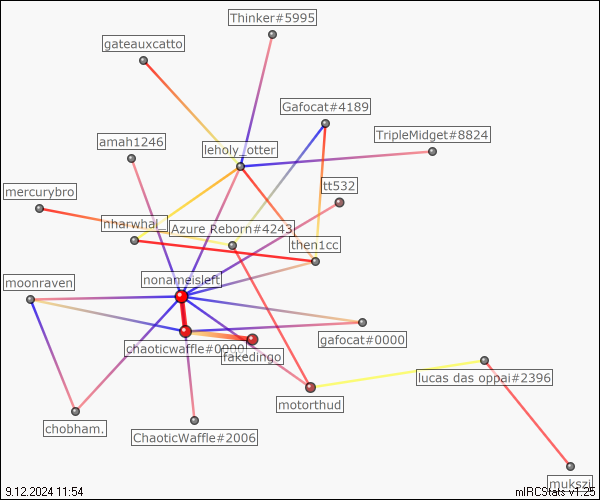 Thinker#5995
gateauxcatto
Gafocat#4189
TripleMidget#8824
amah1246
leholy_otter
tt532
mercurybro
nharwhal_
Azure Reborn#4243
then1cc
nonameisleft
moonraven
gafocat#0000
chaoticwaffle#0000
fakedingo
lucas das oppai#2396
motorthud
chobham.
ChaoticWaffle#2006
mukszi
9.12.2024 11:54
mIRCStats v1.25